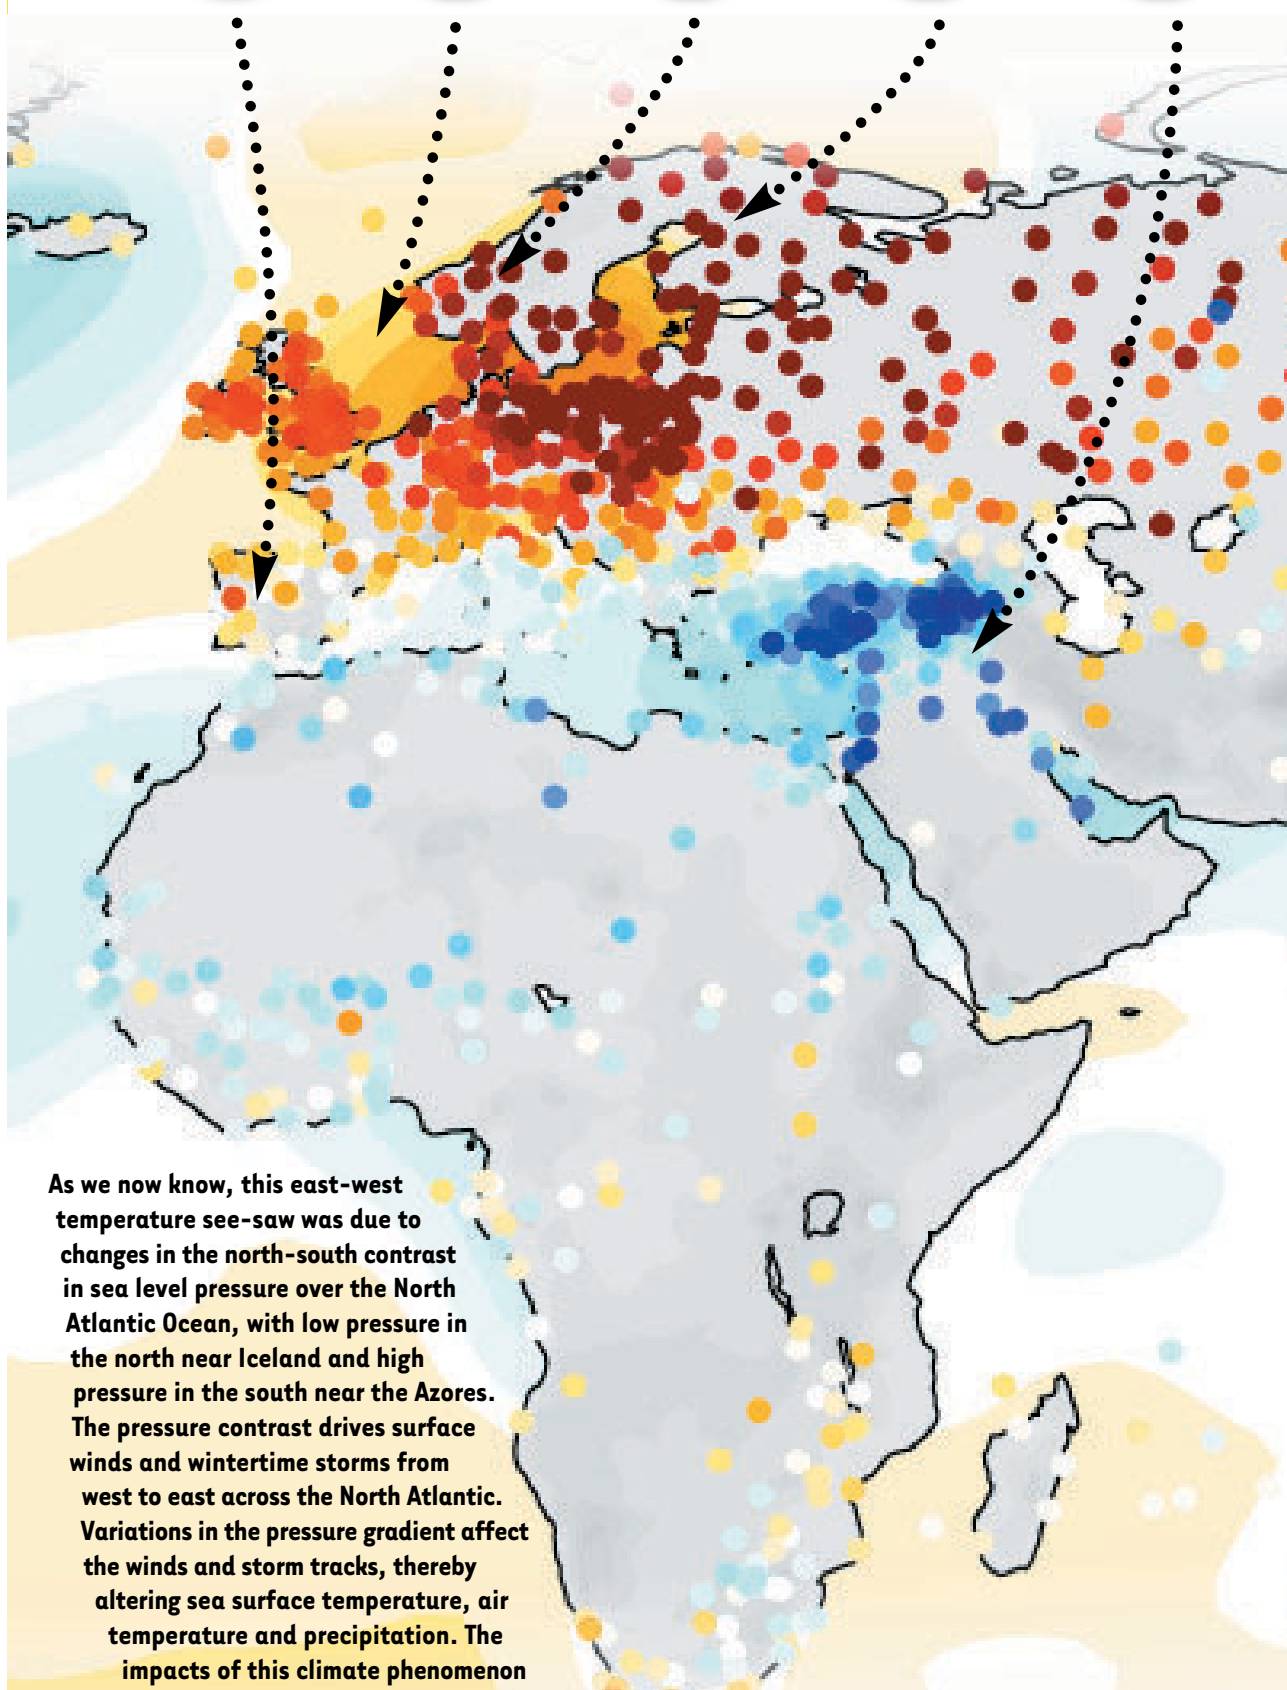 As we now know, this east-west
temperature see-saw was due to
changes in the north-south contrast
in sea level pressure over the North
Atlantic Ocean, with low pressure in
the north near Iceland and high
pressure in the south near the Azores.
The pressure contrast drives surface
winds and wintertime storms from
west to east across the North Atlantic.
Variations in the pressure gradient affect
the winds and storm tracks, thereby
altering sea surface temperature, air
temperature and precipitation. The
impacts of this climate phenomenon